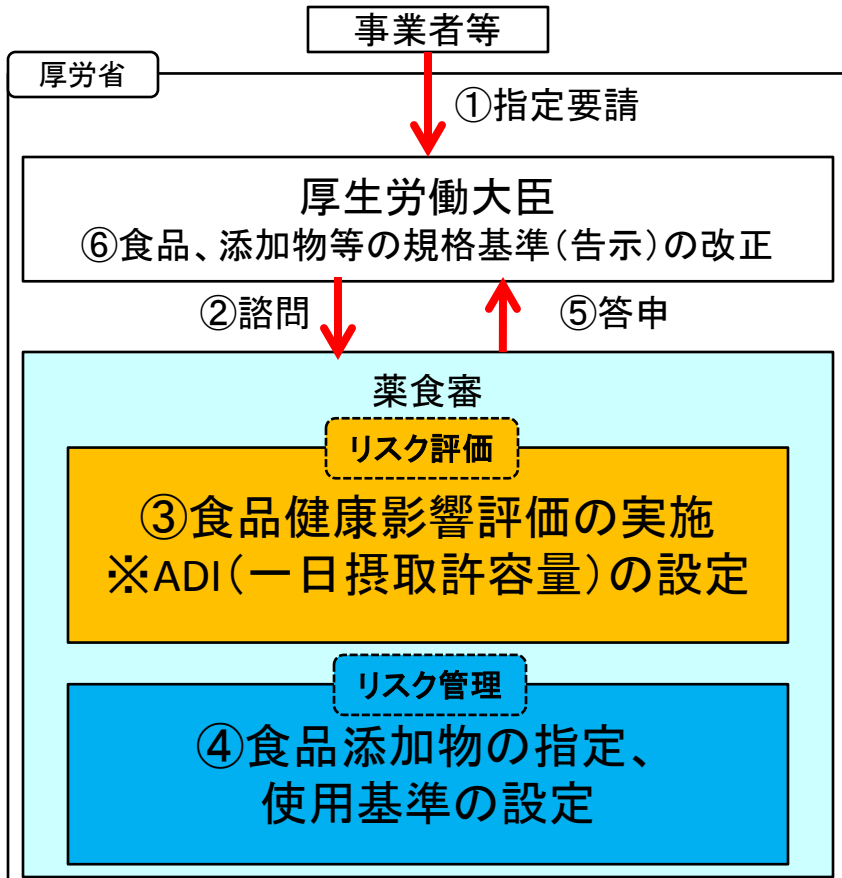 事業者等
厚労省
①指定要請
厚生労働大臣
⑥食品、添加物等の規格基準(告示)の改正
②諮問
⑤答申
薬食審
リスク評価
③食品健康影響評価の実施
※ADI(一日摂取許容量)の設定
リスク管理
④食品添加物の指定、
使用基準の設定